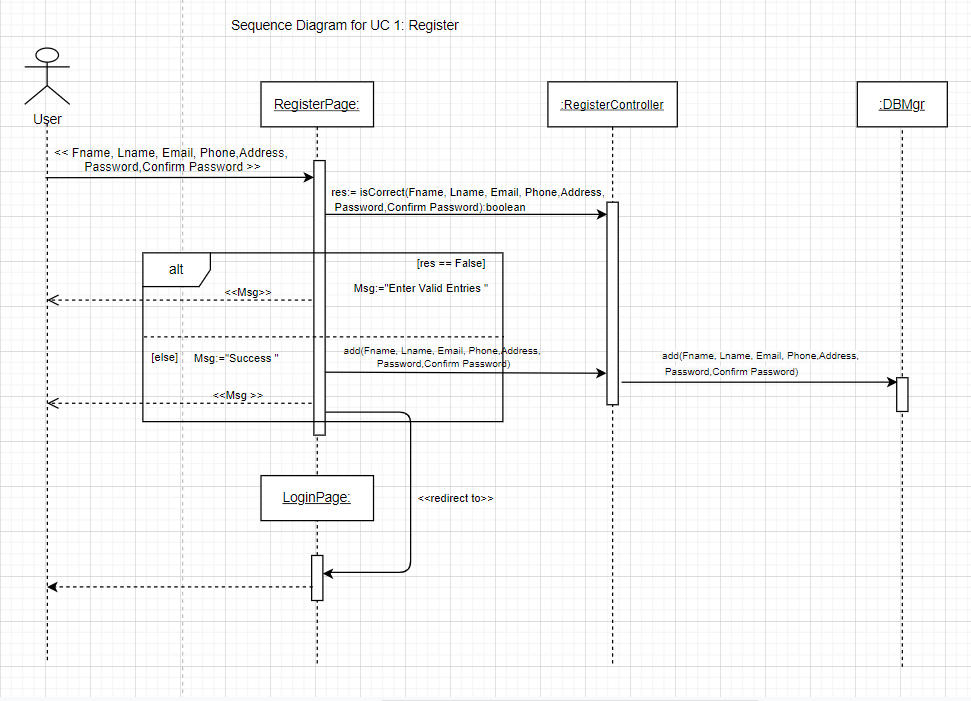 Sequence Diagram for UC 1: Register
User
RegisterPage:
:RegisterController
:DBMgr
<< Fname, Lname, Email, Phone,Address,
Password,Confirm Password >>
res:= isCorrect(Fname, Lname, Email, Phone,Address,
Password,Confirm Password):boolean
alt
[res == False]
<<Msg>>
Msg:="Enter Valid Entries "
[else]
Msg:="Success "
add(Fname, Lname, Email, Phone,Address,
Password,Confirm Password)
add(Fname, Lname, Email, Phone,Address,
Password,Confirm Password)
<<Msg >>
LoginPage:
<<redirect to>>